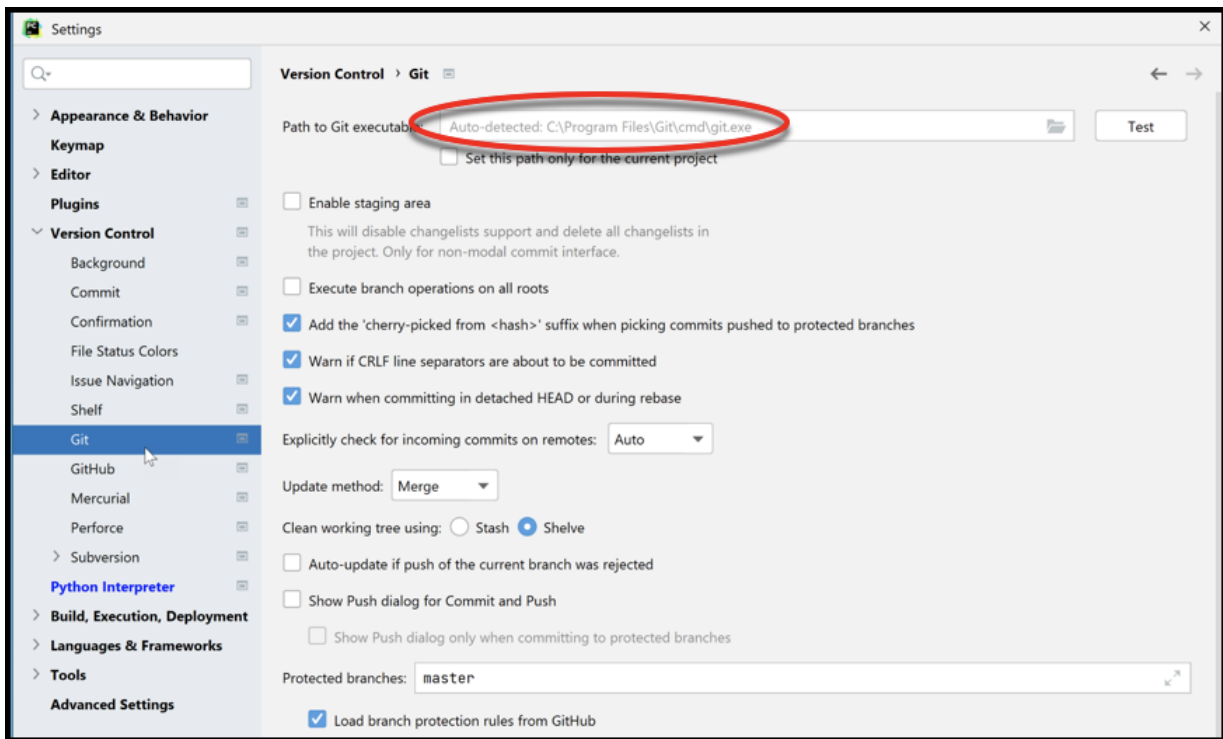 Settings
Version Control › Git
Appearance & Behavior
Keymap
Editor
Plugins
Version Control
Background
Commit
Confirmation
File Status Colors
Issue Navigation
Shelf
Git
GitHub
Mercurial
Perforce
Subversion
Python Interpreter
Build, Execution, Deployment
Languages & Frameworks
Tools
Advanced Settings
Path to Git executable: Auto-detected: C:\Program Files\Git\cmd\git.exe Test
Set this path only for the current project
Enable staging area
This will disable changelists support and delete all changelists in
the project. Only for non-modal commit interface.
Execute branch operations on all roots
Add the 'cherry-picked from <hash>' suffix when picking commits pushed to protected branches
Warn if CRLF line separators are about to be committed
Warn when committing in detached HEAD or during rebase
Explicitly check for incoming commits on remotes: Auto
Update method: Merge
Clean working tree using: Stash Shelve
Auto-update if push of the current branch was rejected
Show Push dialog for Commit and Push
Show Push dialog only when committing to protected branches
Protected branches: master
Load branch protection rules from GitHub